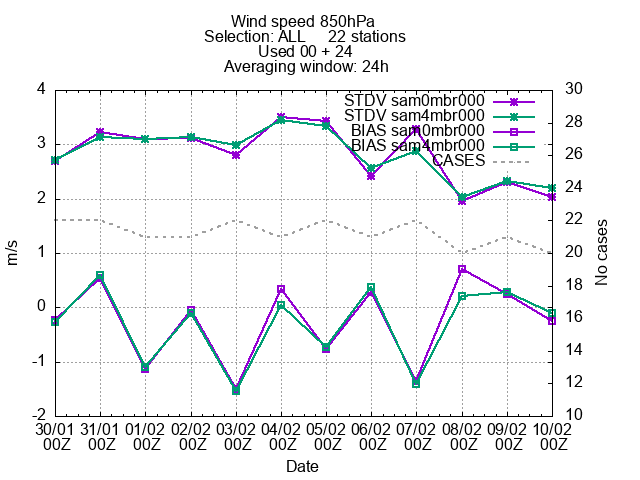 Wind speed 850hPa
Selection: ALL 22 stations
Used 00 + 24
Averaging window: 24h
STDV sam0mbr000
STDV sam4mbr000
BIAS sam0mbr000
BIAS sam4mbr000
CASES
m/s
4
3
2
1
0
-1
-2
No cases
30
28
26
24
22
20
18
16
14
12
10
30/01 31/01 01/02 02/02 03/02 04/02 05/02 06/02 07/02 08/02 09/02 10/02
00Z 00Z 00Z 00Z 00Z 00Z 00Z 00Z 00Z 00Z 00Z 00Z
Date